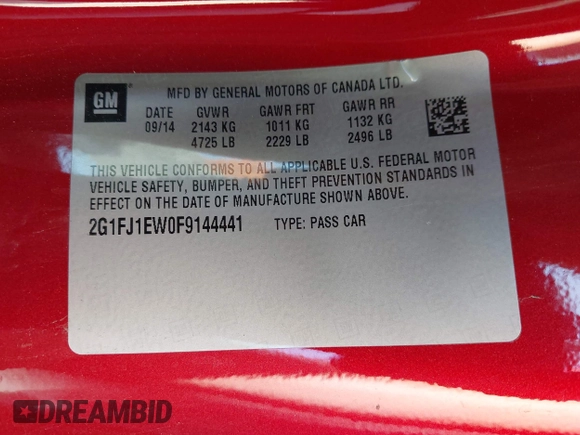 GM
MFD BY GENERAL MOTORS OF CANADA LTD.
DATE GVWR GAWR FRT GAWR RR
09/14 2143 KG 1011 KG 1132 KG
4725 LB 2229 LB 2496 LB
THIS VEHICLE CONFORMS TO ALL APPLICABLE U.S. FEDERAL MOTOR
VEHICLE SAFETY, BUMPER, AND THEFT PREVENTION STANDARDS IN
EFFECT ON THE DATE OF MANUFACTURE SHOWN ABOVE.
2G1FJ1EW0F9144441 TYPE: PASS CAR
DREAMBID